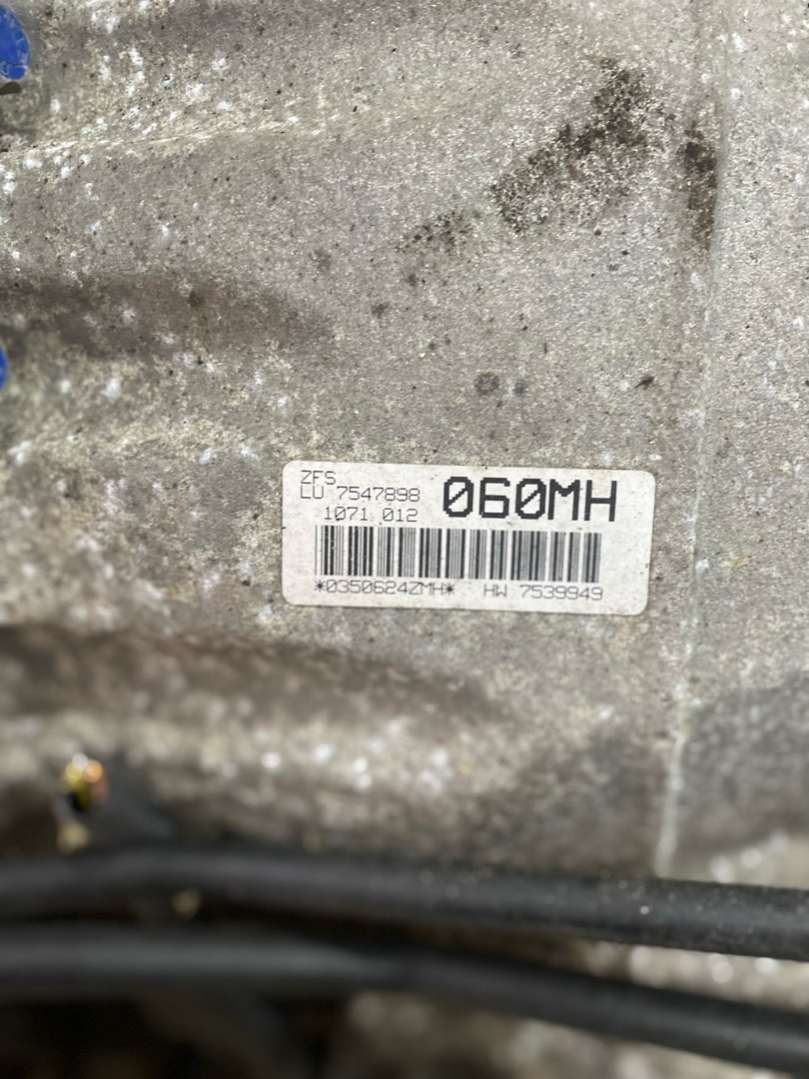 ZFS
LU 7547898 060MH
1071 012
*0350624ZMH* HW 7539949